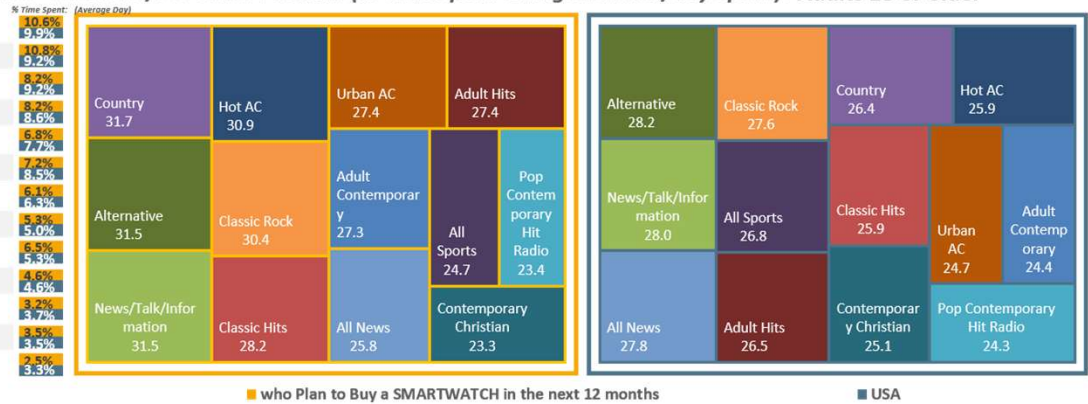 % Time Spent: (Average Day)
10.6%
9.9%
10.8%
9.2%
8.2%
9.2%
8.2%
8.6%
6.8%
7.7%
7.2%
8.5%
6.1%
6.3%
5.3%
5.0%
6.5%
5.3%
4.6%
4.6%
3.2%
3.7%
3.5%
3.5%
2.5%
3.3%
Country
31.7
Hot AC
30.9
Urban AC
27.4
Adult Hits
27.4
Alternative
31.5
Classic Rock
30.4
Adult
Contemporar
y
27.3
All
Sports
24.7
Pop
Contem
porary
Hit
Radio
23.4
News/Talk/Infor
mation
31.5
Classic Hits
28.2
All News
25.8
Contemporary
Christian
23.3
Alternative
28.2
Classic Rock
27.6
Country
26.4
Hot AC
25.9
News/Talk/Infor
mation
28.0
All Sports
26.8
Classic Hits
25.9
Urban
AC
24.7
Adult
Contemp
orary
24.4
All News
27.8
Adult Hits
26.5
Contemporar
y Christian
25.1
Pop Contemporary
Hit Radio
24.3
who Plan to Buy a SMARTWATCH in the next 12 months
USA